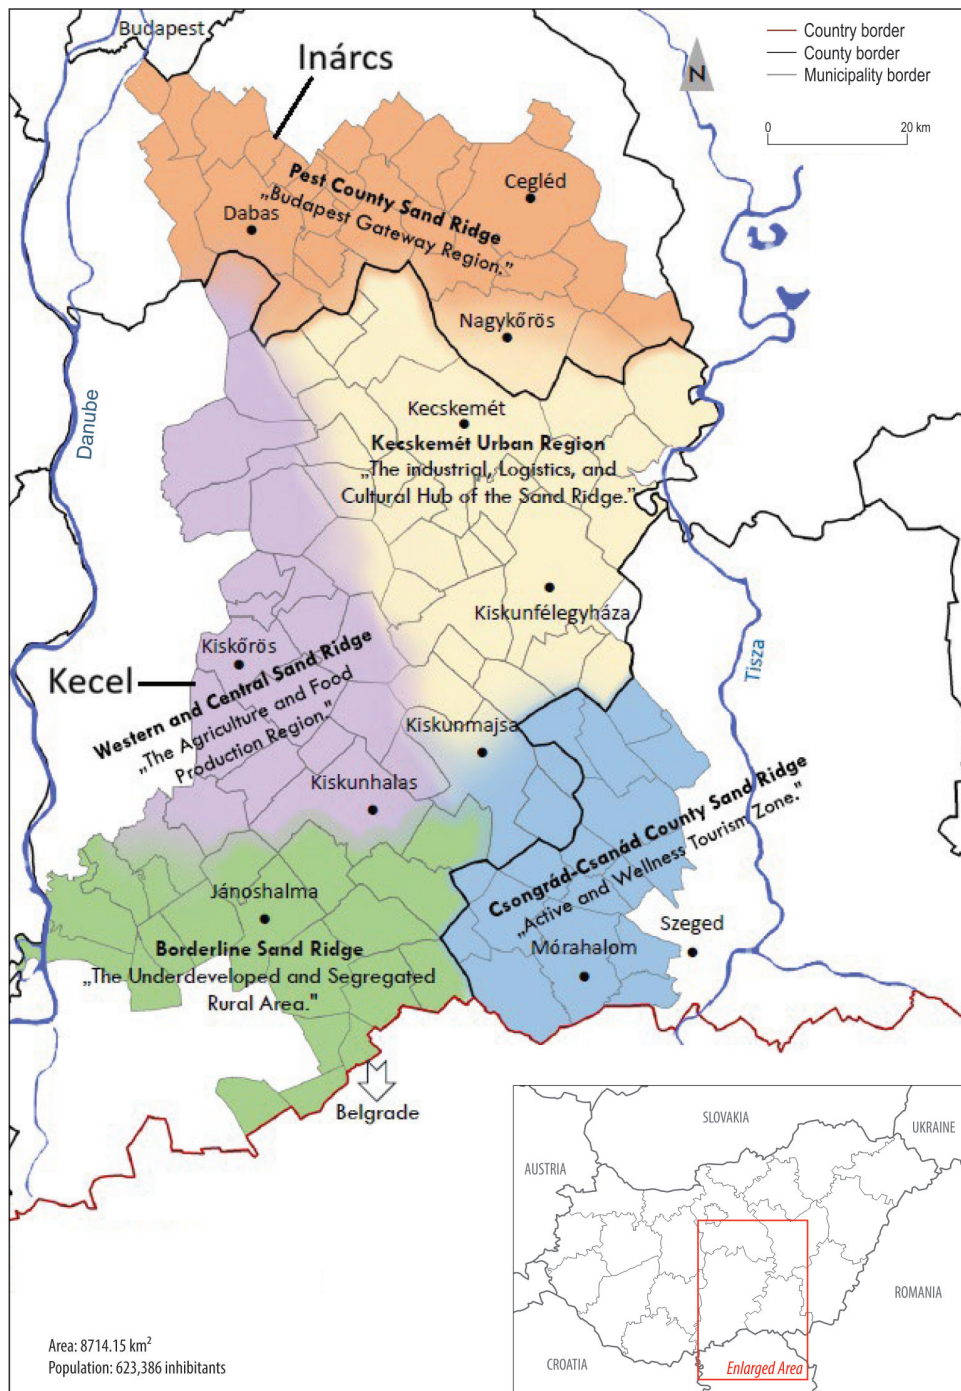 Budapest
Inárcs
Country border
County border
Municipality border
N
0 20 km
Pest County Sand Ridge
„Budapest Gateway Region.”
Cegléd
Dabas
Nagykőrös
Danube
Kecskemét
Kecskemét Urban Region
„The industrial, Logistics, and
Cultural Hub of the Sand Ridge.”
Kiskunfélegyháza
Tisza
Kiskőrös
Kecel
Western and Central Sand Ridge
„The Agriculture and Food
Production Region.”
Kiskunmajsa
Kiskunhalas
Csongrád-Csanád County Sand Ridge
„Active and Wellness Tourism Zone.”
Jánoshalma
Borderline Sand Ridge
„The Underdeveloped and Segregated
Rural Area."
Mórahalom
Szeged
Belgrade
SLOVAKIA
UKRAINE
AUSTRIA
ROMANIA
CROATIA
Enlarged Area
Area: 8714.15 km²
Population: 623,386 inhabitants